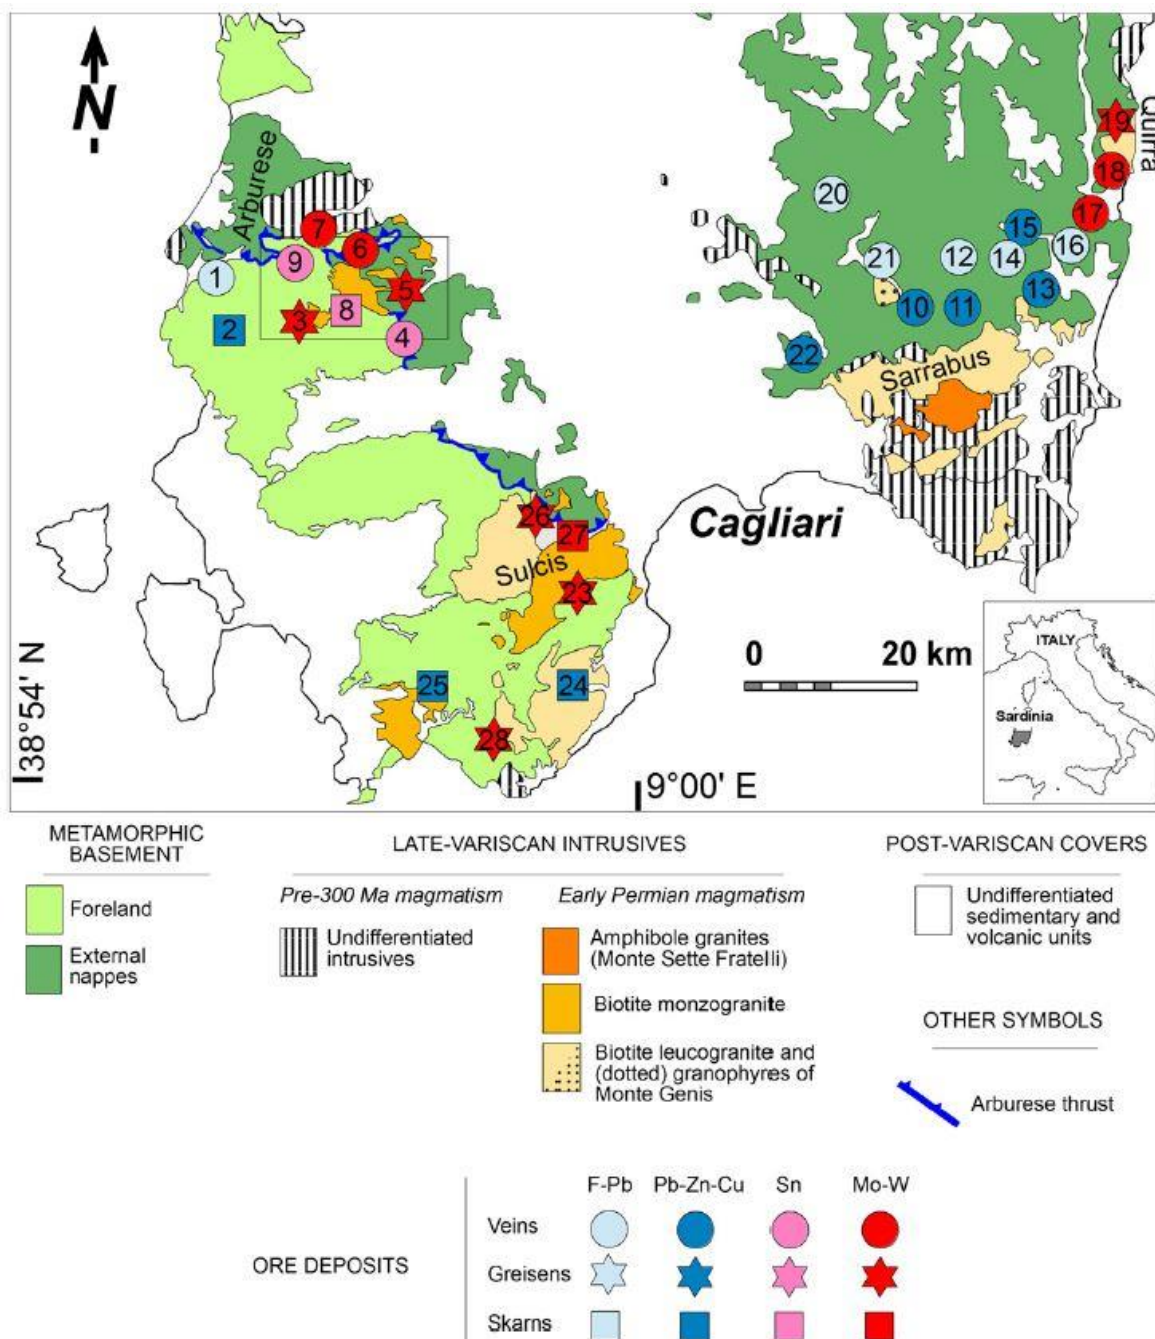 N
Arburese
Quirra
19
18
20
17
7
15
16
6
9
21
12
14
1
5
13
8
3
10
11
2
4
22
Sarrabus
26
Cagliari
27
Sulcis
23
0 20 km
ITALY
Sardinia
25
24
28
38°54' N
9°00' E
METAMORPHIC
BASEMENT
Foreland
External
nappes
LATE-VARISCAN INTRUSIVES
Pre-300 Ma magmatism
Undifferentiated
intrusives
Early Permian magmatism
Amphibole granites
(Monte Sette Fratelli)
Biotite monzogranite
Biotite leucogranite and
(dotted) granophyres of
Monte Genis
POST-VARISCAN COVERS
Undifferentiated
sedimentary and
volcanic units
OTHER SYMBOLS
Arburese thrust
ORE DEPOSITS
F-Pb Pb-Zn-Cu Sn Mo-W
Veins
Greisens
Skarns